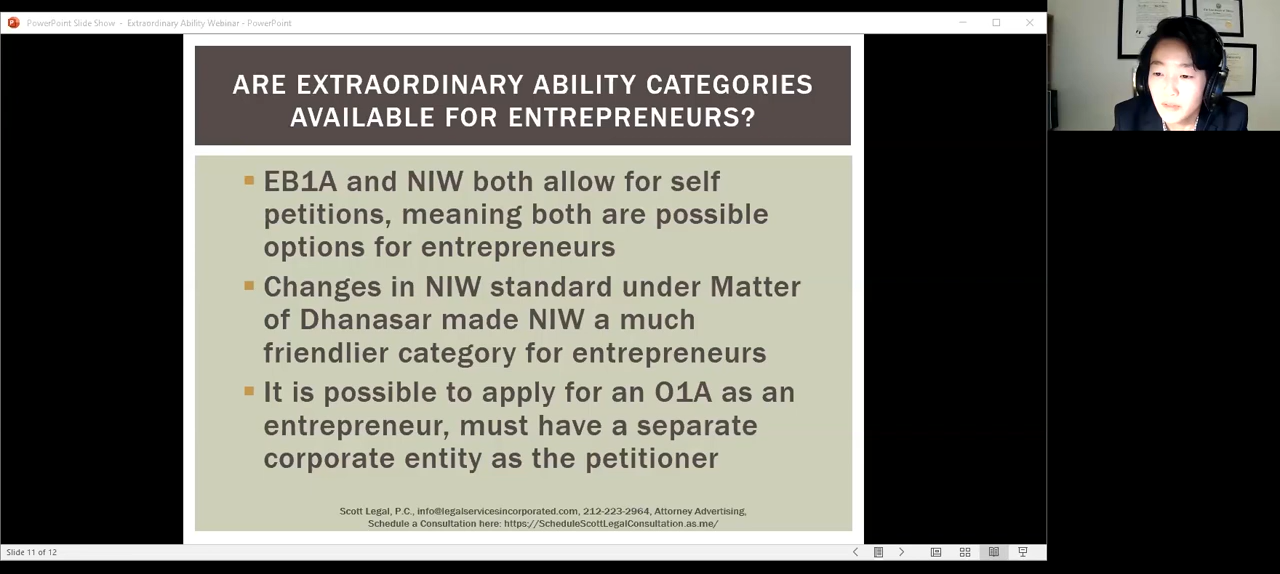 PowerPoint Slide Show - Extraordinary Ability Webinar - PowerPoint
ARE EXTRAORDINARY ABILITY CATEGORIES
AVAILABLE FOR ENTREPRENEURS?
EB1A and NIW both allow for self
petitions, meaning both are possible
options for entrepreneurs
Changes in NIW standard under Matter
of Dhanasar made NIW a much
friendlier category for entrepreneurs
It is possible to apply for an O1A as an
entrepreneur, must have a separate
corporate entity as the petitioner
Scott Legal, P.C., info@legalservicesincorporated.com, 212-223-2964, Attorney Advertising,
Schedule a Consultation here: https://ScheduleScottLegalConsultation.as.me/
Slide 11 of 12